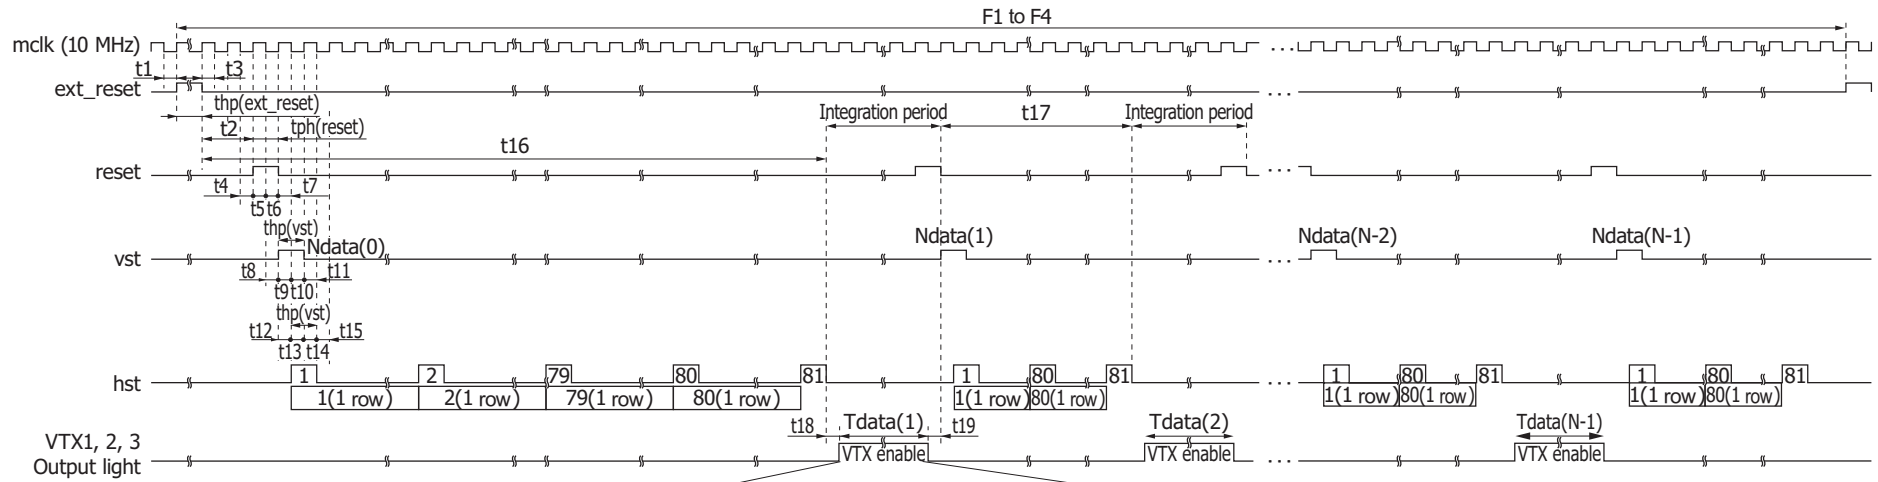 F1 to F4
mclk (10 MHz)
t1 t3
ext_reset
thp(ext_reset)
Integration period t17 Integration period
t2 tph(reset)
t16
reset
t4 t7
t5 t6
thp(vst)
Ndata(0) Ndata(1) Ndata(N-2) Ndata(N-1)
vst
t8 t11
t9 t10
thp(vst)
t12 t15
t13 t14
hst 1 2 79 80 81 1 80 81 1 80 81 1 80 81
1(1 row) 2(1 row) 79(1 row) 80(1 row) 1(1 row) 80(1 row) 1(1 row) 80(1 row) 1(1 row) 80(1 row)
t18 Tdata(1) t19 Tdata(2) Tdata(N-1)
VTX1, 2, 3
Output light
VTX enable VTX enable VTX enable